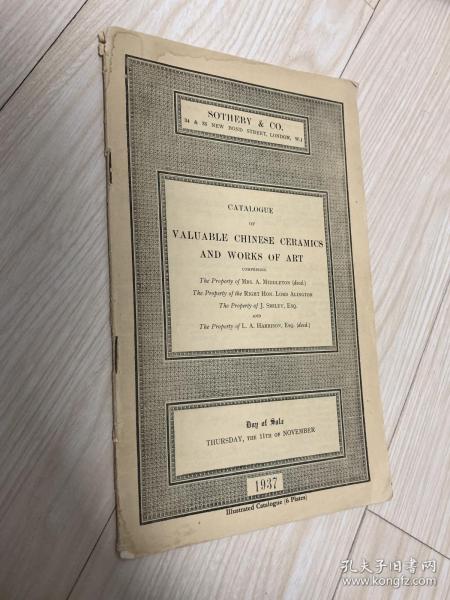 SOTHEBY & CO.
34 & 35 NEW BOND STREET, LONDON, W.1
CATALOGUE
OF
VALUABLE CHINESE CERAMICS
AND WORKS OF ART
COMPRISING
The Property of MRS. A. MIDDLETON (decd.)
The Property of the RIGHT HON. LORD ALINGTON
The Property of J. SMILEY, ESQ.
AND
The Property of L. A. HARRISON, ESQ. (decd.)
Day of Sale
THURSDAY, THE 11TH OF NOVEMBER
1937
Illustrated Catalogue (6 Plates)
孔夫子旧书网
www.kongfz.com